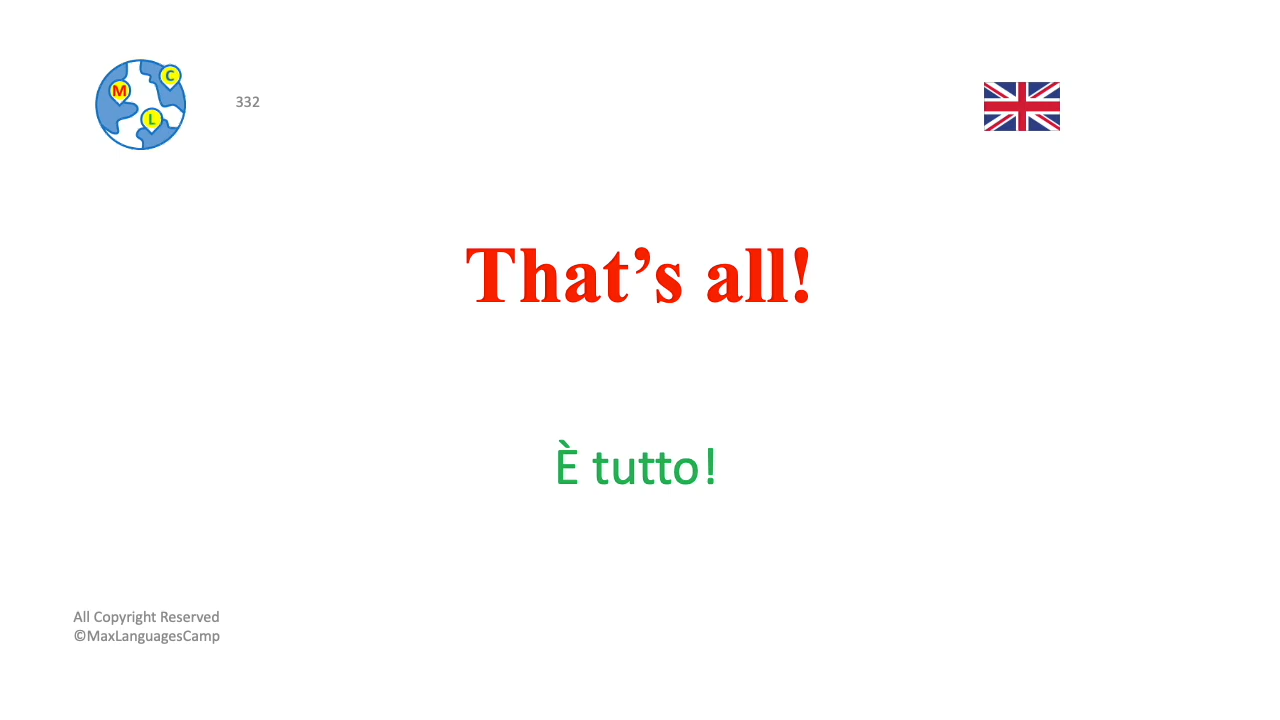 M
C
L
332
That’s all!
È tutto!
All Copyright Reserved
©MaxLanguagesCamp